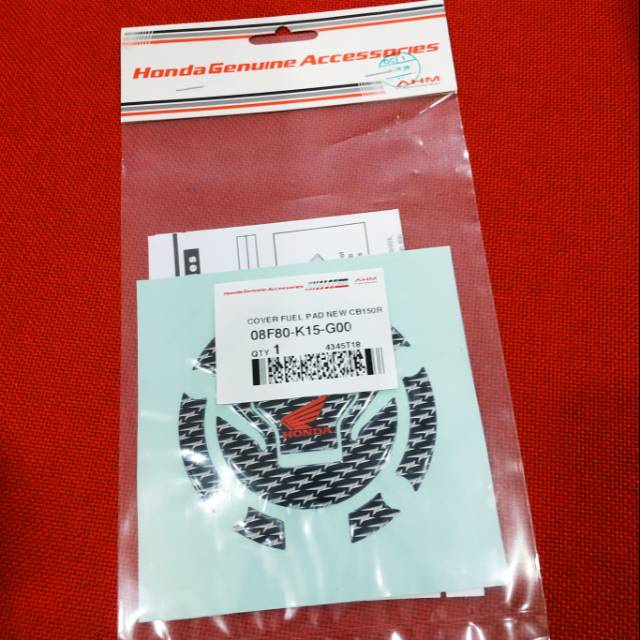 Honda Genuine Accessories
AHM
Honda Genuine Accessories
AHM
COVER FUEL PAD NEW CB150R
08F80-K15-G00
QTY 1 4345T18
HONDA